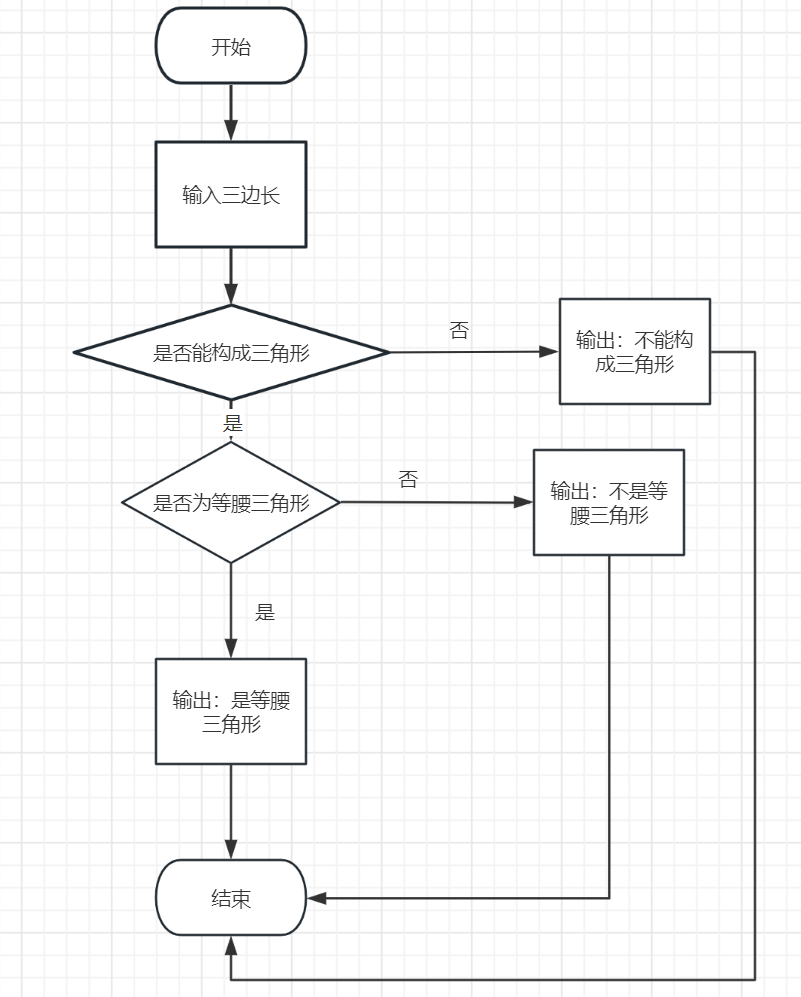 开始
输入三边长
是否能构成三角形
否
输出：不能构
成三角形
是
是否为等腰三角形
否
输出：不是等
腰三角形
是
输出：是等腰
三角形
结束